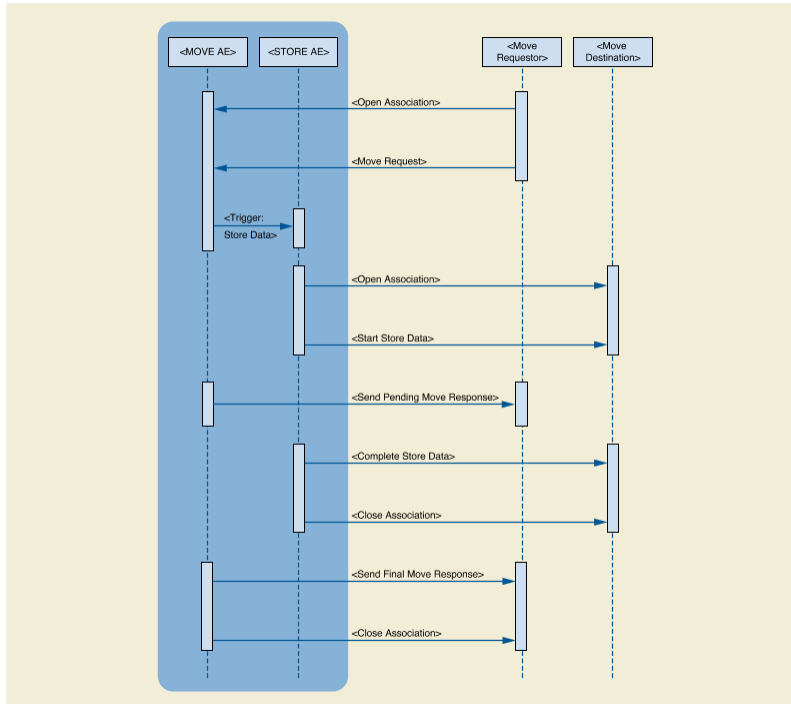 <MOVE AE>
<STORE AE>
<Move
Requestor>
<Move
Destination>
<Open Association>
<Move Request>
<Trigger:
Store Data>
<Open Association>
<Start Store Data>
<Send Pending Move Response>
<Complete Store Data>
<Close Association>
<Send Final Move Response>
<Close Association>